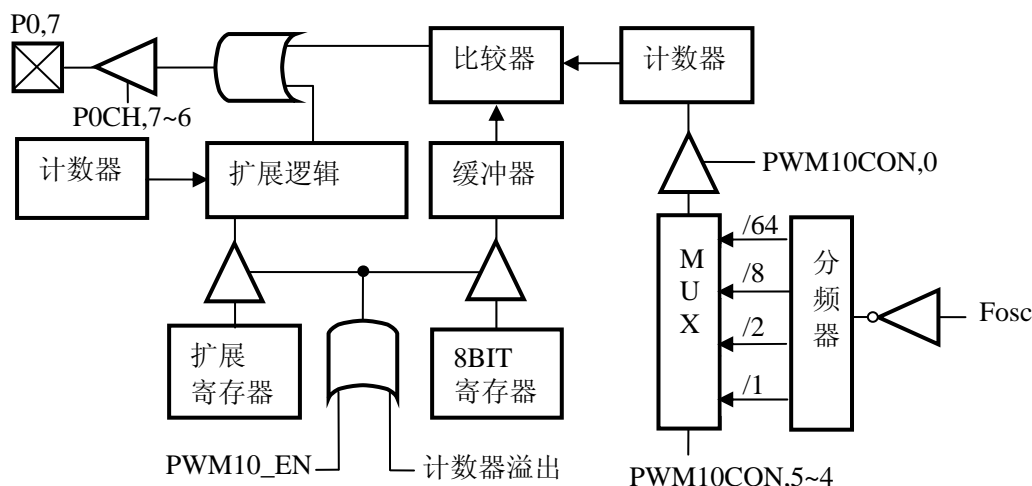 P0,7
比较器
计数器
P0CH,7~6
计数器
扩展逻辑
缓冲器
PWM10CON,0
/64
/8
/2
/1
M
U
X
分
频
器
Fosc
扩展
寄存器
8BIT
寄存器
PWM10_EN
计数器溢出
PWM10CON,5~4